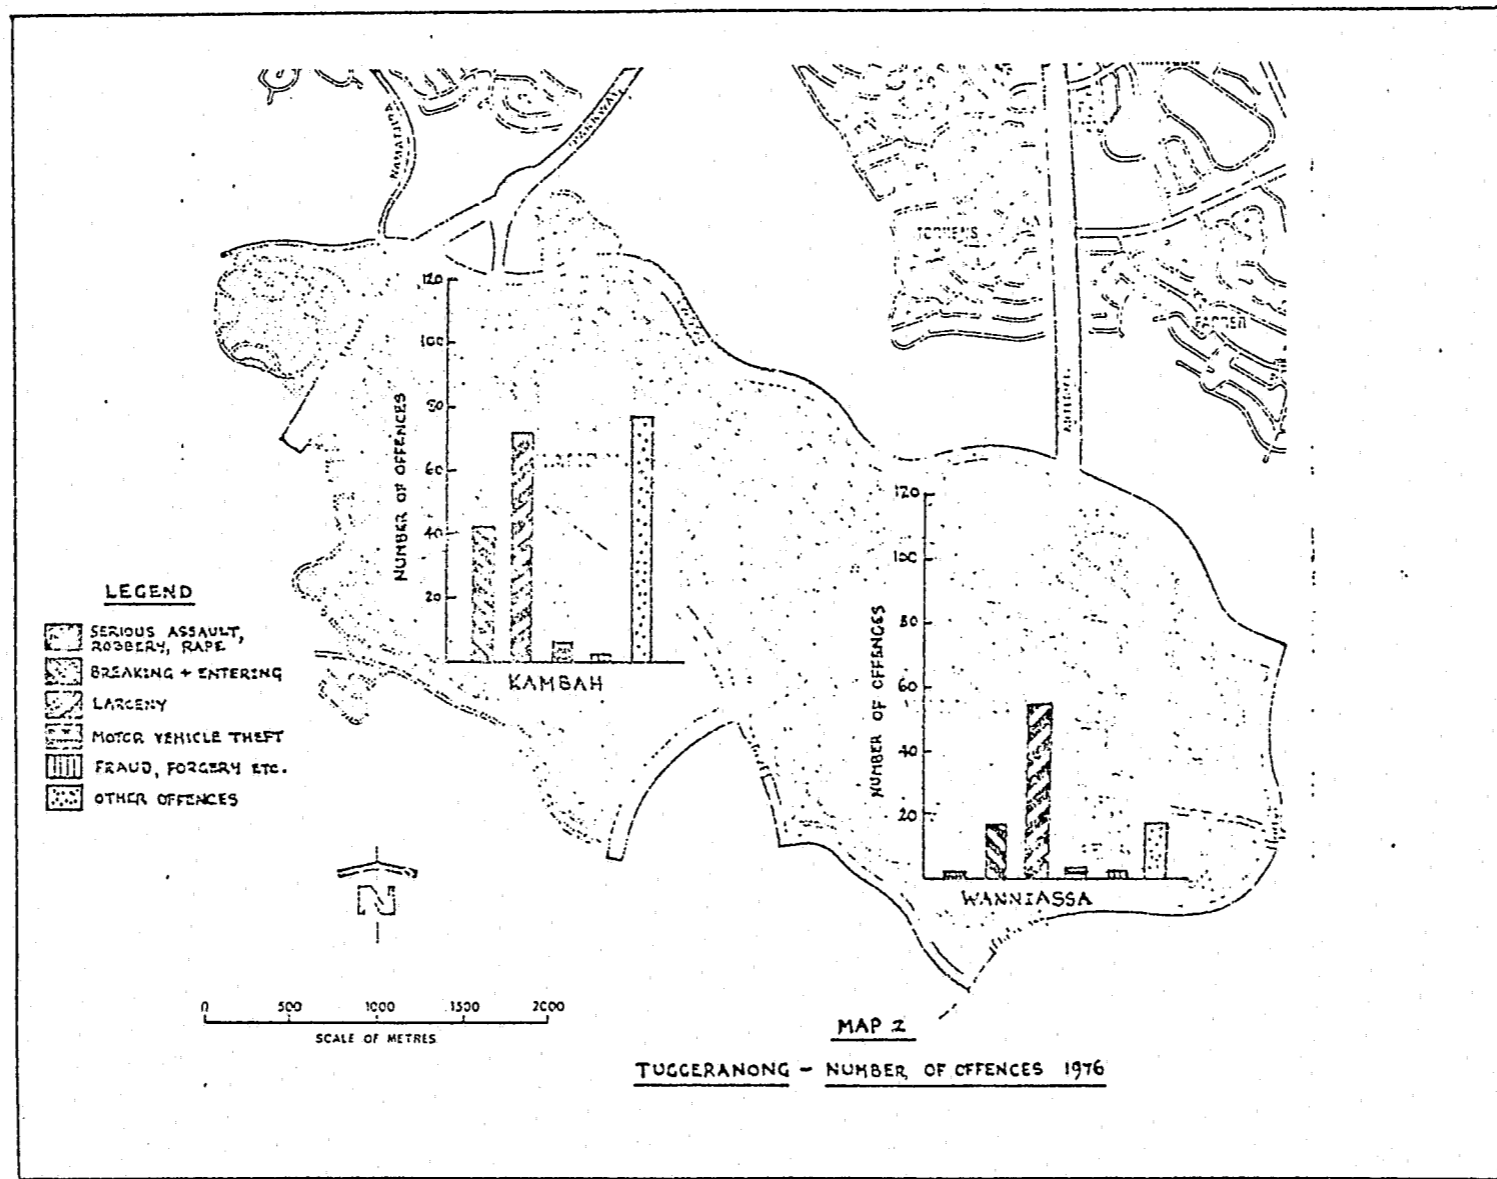 NAMATJIRA
PARKWAY
TORRENS
FARRER
120
100
80
60
40
20
NUMBER OF OFFENCES
KAMBAH
120
100
80
60
40
20
NUMBER OF OFFENCES
WANNIASSA
LEGEND
SERIOUS ASSAULT,
ROBBERY, RAPE
BREAKING + ENTERING
LARCENY
MOTOR VEHICLE THEFT
FRAUD, FORGERY ETC.
OTHER OFFENCES
N
0 500 1000 1500 2000
SCALE OF METRES
MAP 2
TUGGERANONG - NUMBER OF OFFENCES 1976